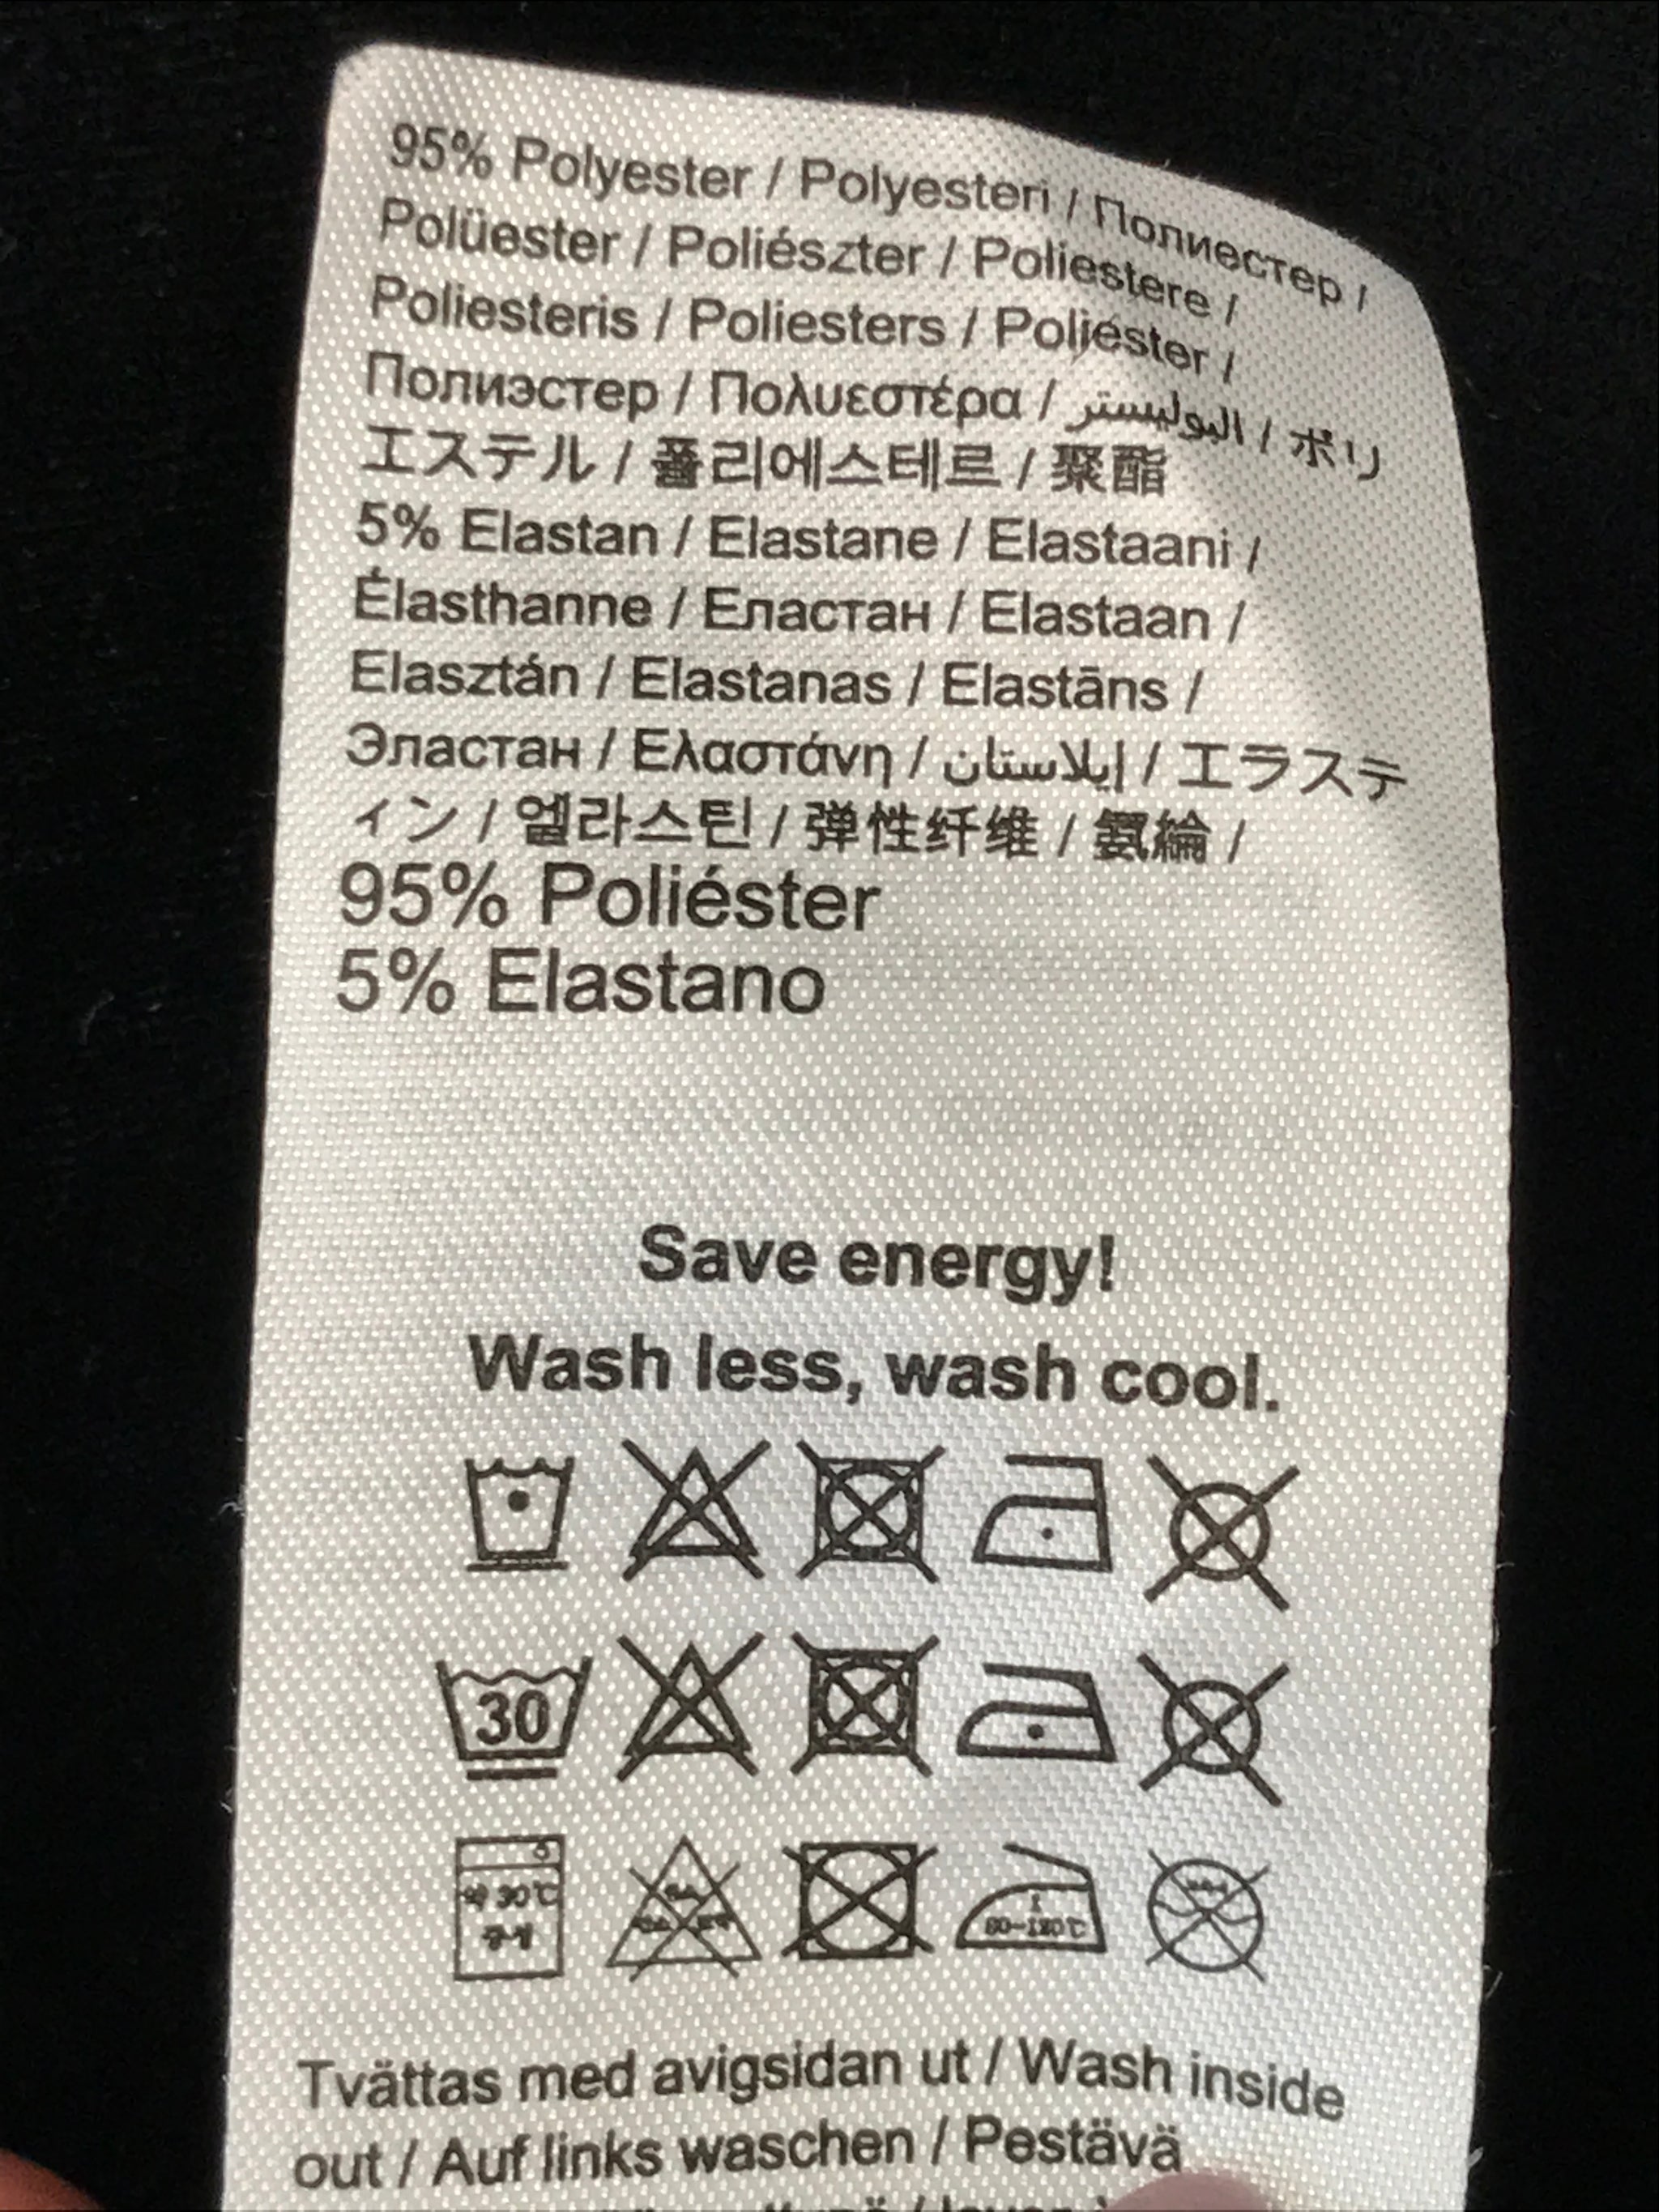 95% Polyester / Polyesteri / Полиестер /
Polüester / Poliészter / Poliestere /
Poliesteris / Poliesters / Poliéster /
Полиэстер / Πολυεστέρα / البوليستر / ポリ
エステル / 폴리에스테르 / 聚酯
5% Elastan / Elastane / Elastaani /
Élasthanne / Еластан / Elastaan /
Elasztán / Elastanas / Elastāns /
Эластан / Ελαστάνη / إيلاستان / エラステ
ィン / 엘라스틴 / 弹性纤维 / 氨綸 /
95% Poliéster
5% Elastano
Save energy!
Wash less, wash cool.
30
30℃
80~120℃
Tvättas med avigsidan ut / Wash inside
out / Auf links waschen / Pestävä